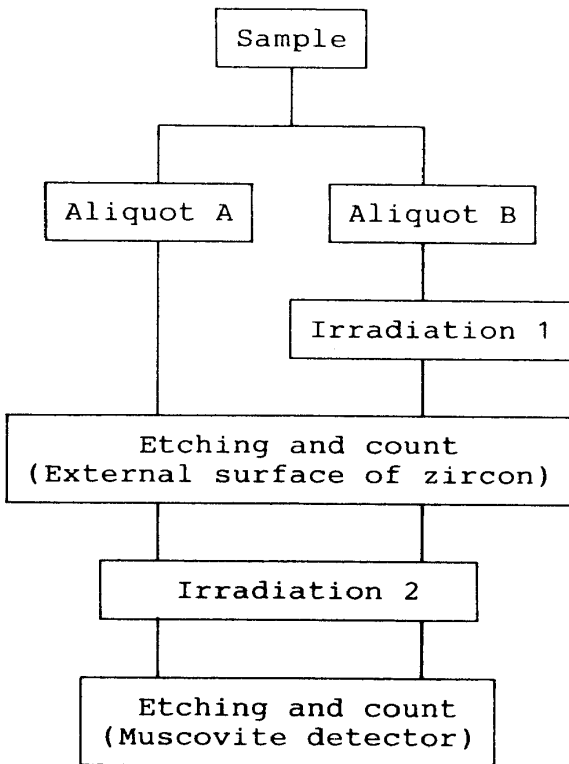 Sample
Aliquot A
Aliquot B
Irradiation 1
Etching and count
(External surface of zircon)
Irradiation 2
Etching and count
(Muscovite detector)